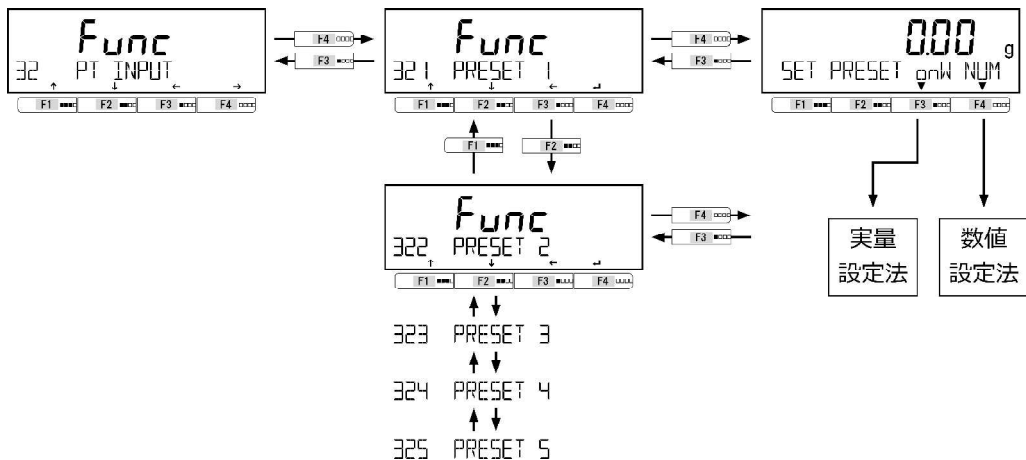 Func
32 PT INPUT
↑ ↓ ← →
F1 F2 F3 F4
F4
F3
Func
321 PRESET 1
↑ ↓ ← ↵
F1 F2 F3 F4
F4
F3
0.00 g
SET PRESET onW NUM
F1 F2 F3 F4
F1
F2
Func
322 PRESET 2
↑ ↓ ← ↵
F1 F2 F3 F4
F4
F3
実量
設定法
数値
設定法
323 PRESET 3
324 PRESET 4
325 PRESET 5